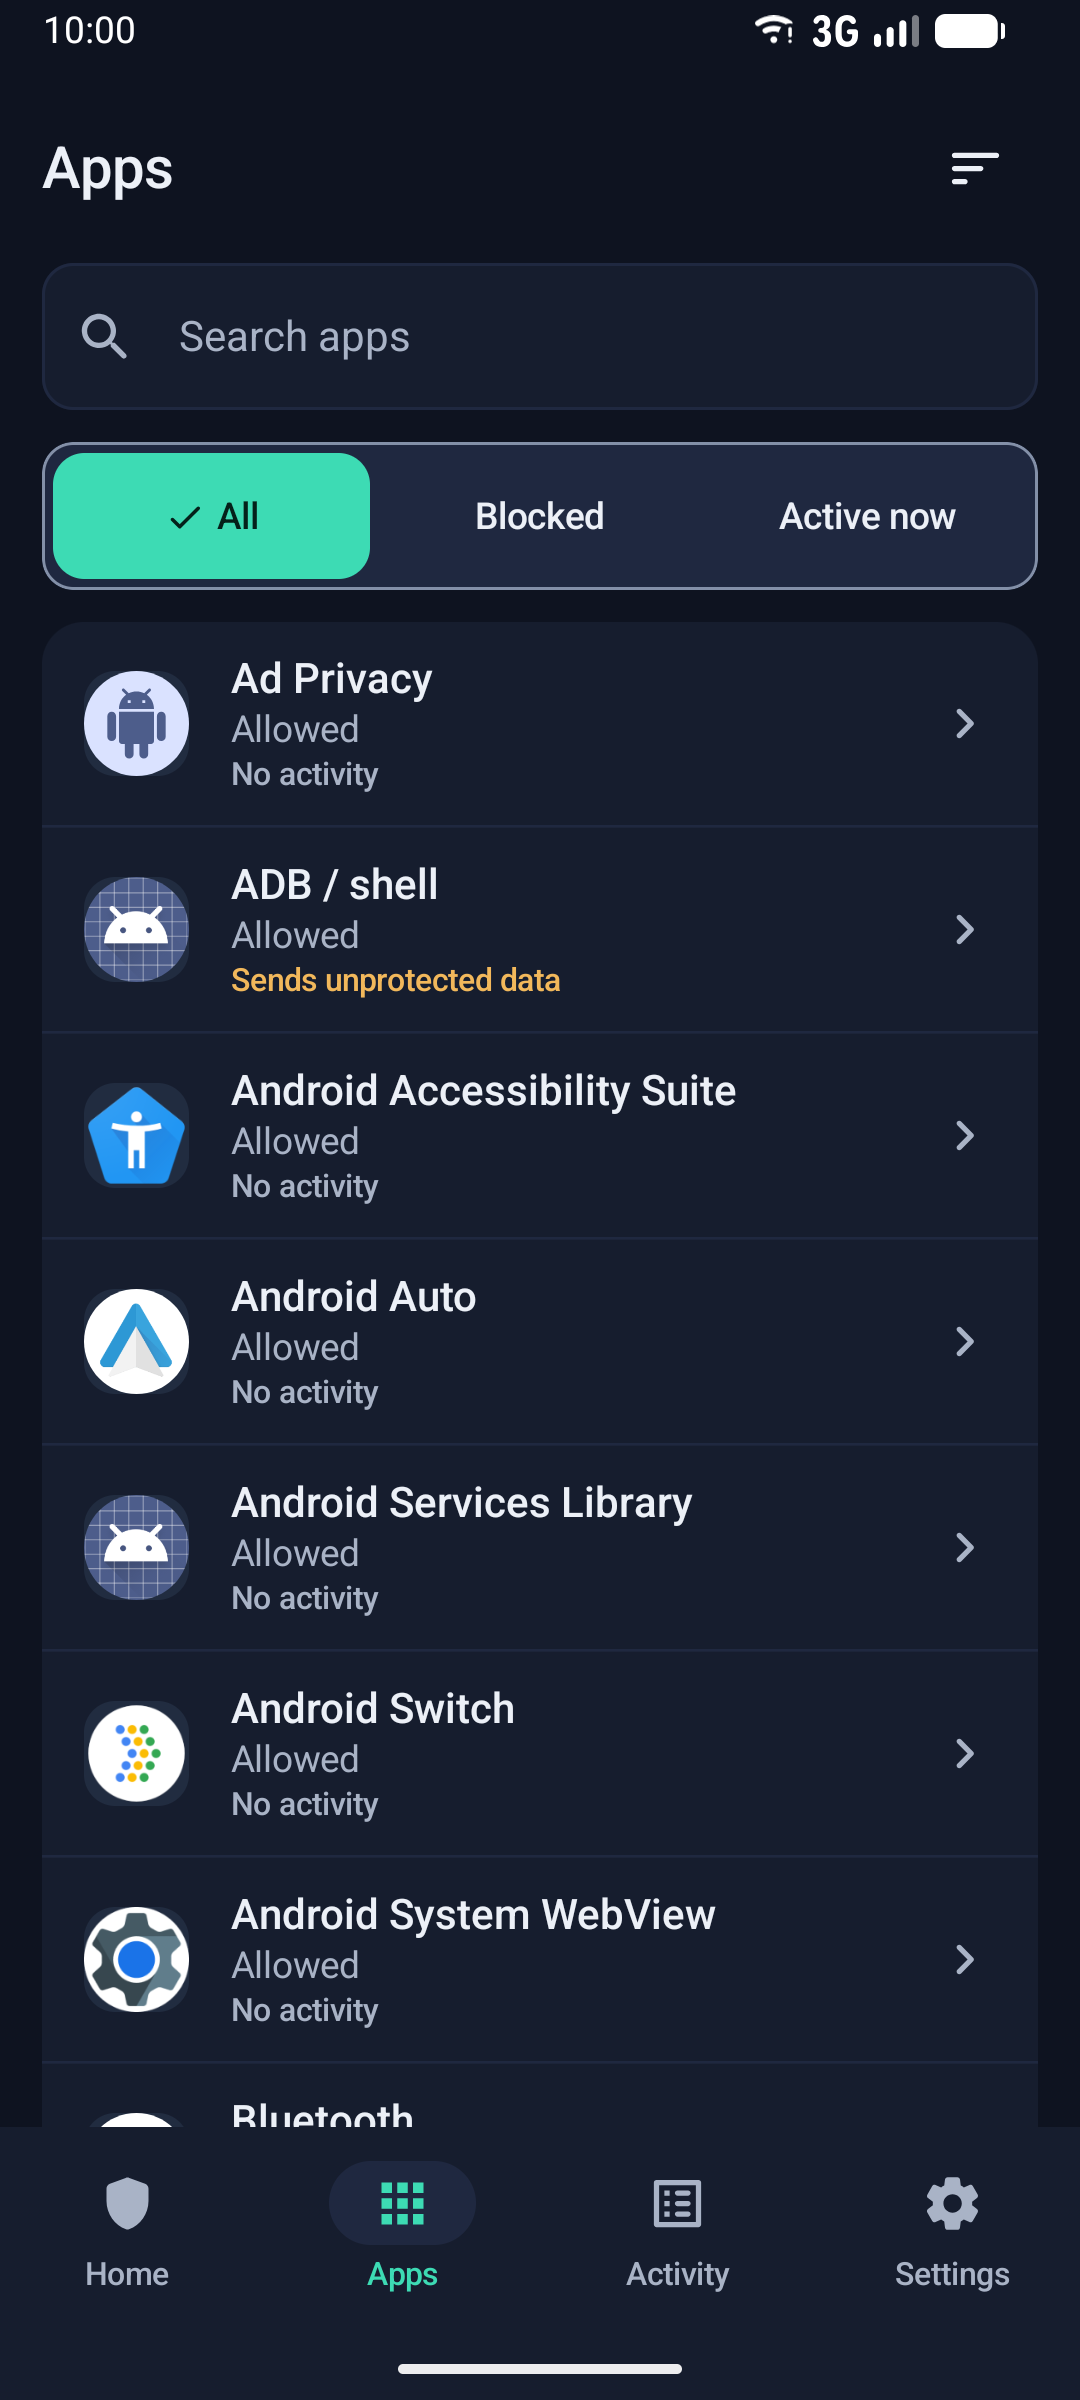 10:00
3G
Apps
Search apps
All
Blocked
Active now
Ad Privacy
Allowed
No activity
ADB / shell
Allowed
Sends unprotected data
Android Accessibility Suite
Allowed
No activity
Android Auto
Allowed
No activity
Android Services Library
Allowed
No activity
Android Switch
Allowed
No activity
Android System WebView
Allowed
No activity
Bluetooth
Home
Apps
Activity
Settings